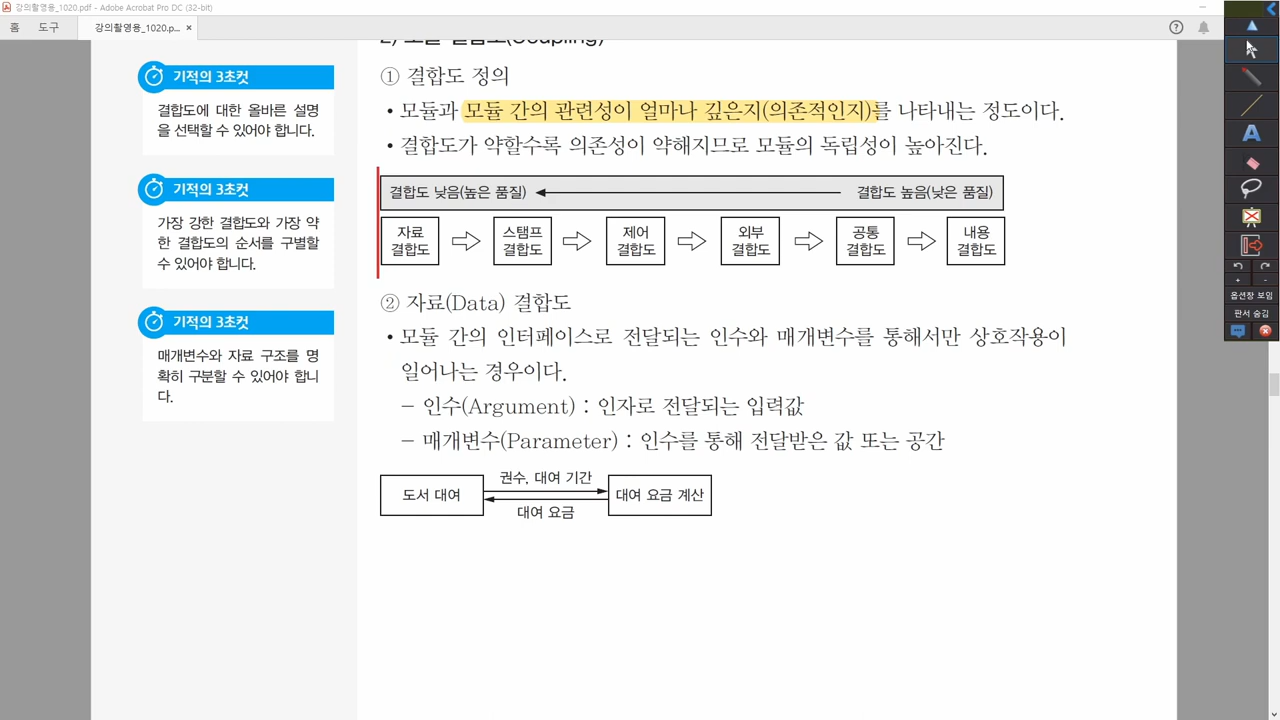 강의촬영용_1020.pdf - Adobe Acrobat Pro DC (32-bit)
홈 도구 강의촬영용_1020.p... ×
2) 모듈 결합도(Coupling)
기적의 3초컷
결합도에 대한 올바른 설명
을 선택할 수 있어야 합니다.
기적의 3초컷
가장 강한 결합도와 가장 약
한 결합도의 순서를 구별할
수 있어야 합니다.
기적의 3초컷
매개변수와 자료 구조를 명
확히 구분할 수 있어야 합니
다.
① 결합도 정의
• 모듈과 모듈 간의 관련성이 얼마나 깊은지(의존적인지)를 나타내는 정도이다.
• 결합도가 약할수록 의존성이 약해지므로 모듈의 독립성이 높아진다.
결합도 낮음(높은 품질) 결합도 높음(낮은 품질)
자료 결합도
스탬프 결합도
제어 결합도
외부 결합도
공통 결합도
내용 결합도
② 자료(Data) 결합도
• 모듈 간의 인터페이스로 전달되는 인수와 매개변수를 통해서만 상호작용이
일어나는 경우이다.
– 인수(Argument) : 인자로 전달되는 입력값
– 매개변수(Parameter) : 인수를 통해 전달받은 값 또는 공간
도서 대여
권수, 대여 기간
대여 요금
대여 요금 계산
A
+ -
옵션장 보임
판서 숨김